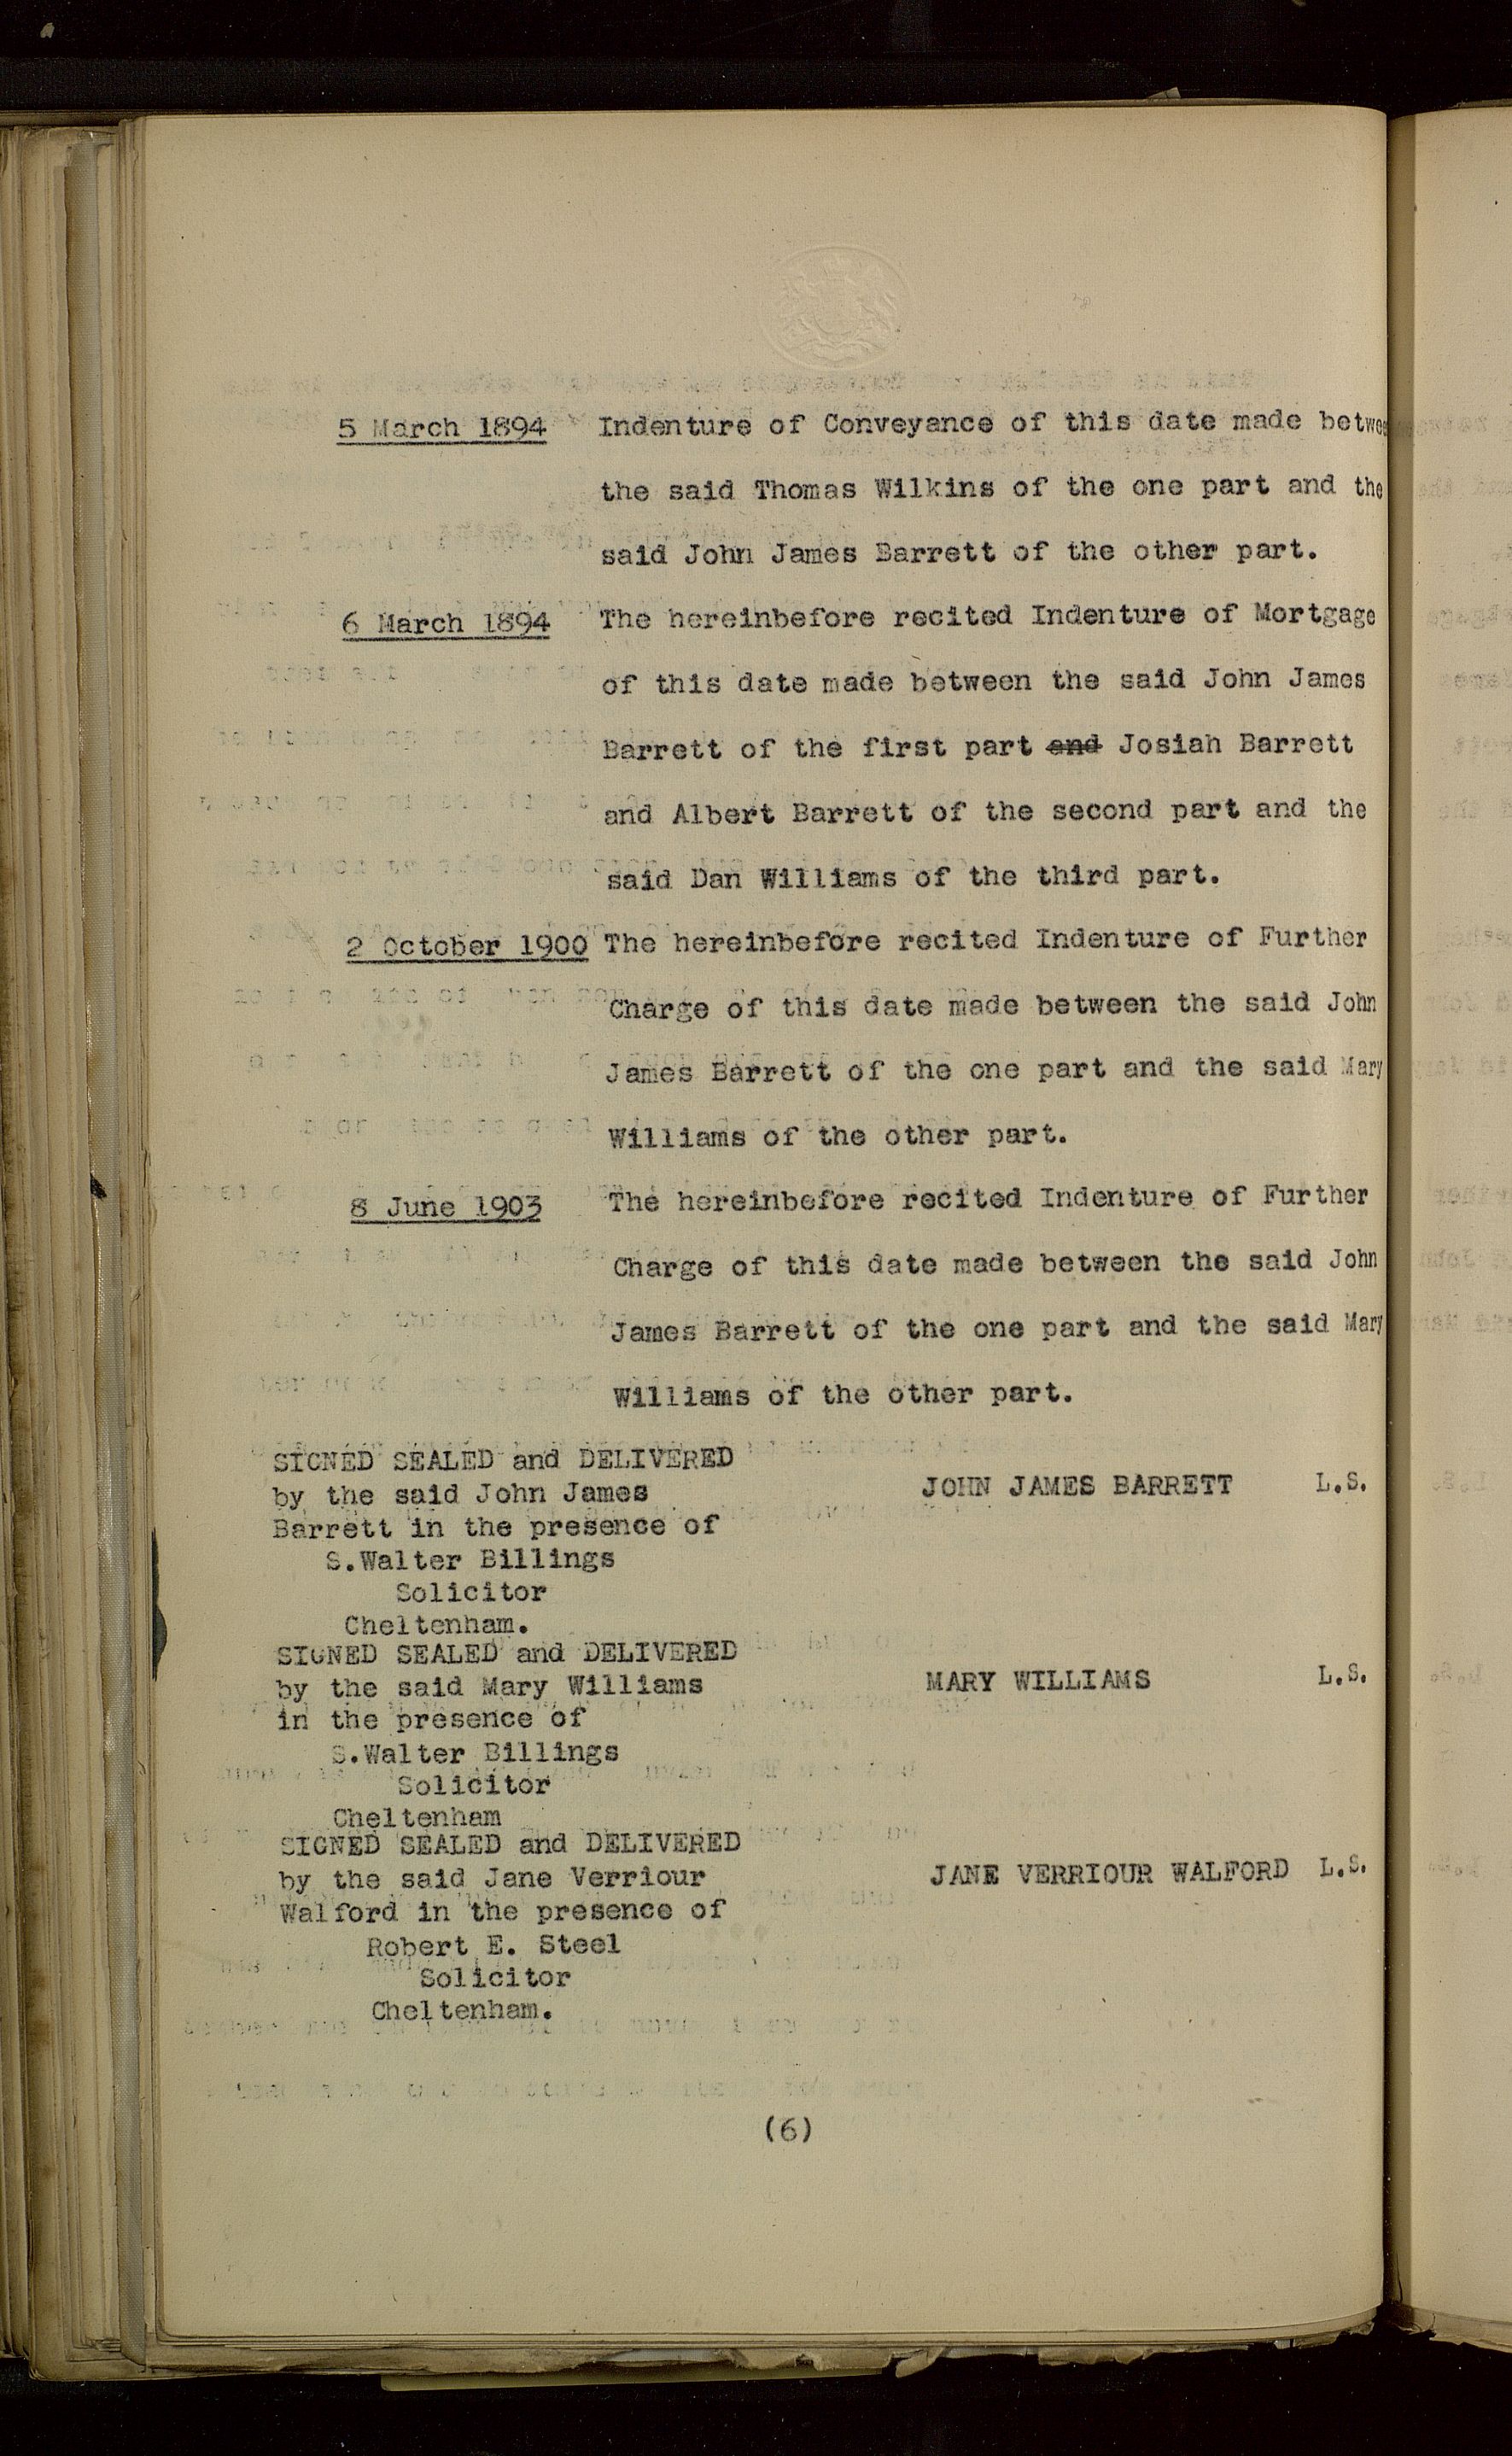 5 March 1894 Indenture of Conveyance of this date made betwee
the said Thomas Wilkins of the one part and the
said John James Barrett of the other part.
6 March 1894 The hereinbefore recited Indenture of Mortgage
of this date made between the said John James
Barrett of the first part and Josiah Barrett
and Albert Barrett of the second part and the
said Dan Williams of the third part.
2 October 1900 The hereinbefore recited Indenture of Further
Charge of this date made between the said John
James Barrett of the one part and the said Mary
Williams of the other part.
8 June 1903 The hereinbefore recited Indenture of Further
Charge of this date made between the said John
James Barrett of the one part and the said Mary
Williams of the other part.
SIGNED SEALED and DELIVERED
by the said John James JOHN JAMES BARRETT L.S.
Barrett in the presence of
S.Walter Billings
Solicitor
Cheltenham.
SIGNED SEALED and DELIVERED
by the said Mary Williams MARY WILLIAMS L.S.
in the presence of
S.Walter Billings
Solicitor
Cheltenham
SIGNED SEALED and DELIVERED
by the said Jane Verriour JANE VERRIOUR WALFORD L.S.
Walford in the presence of
Robert E. Steel
Solicitor
Cheltenham.
(6)